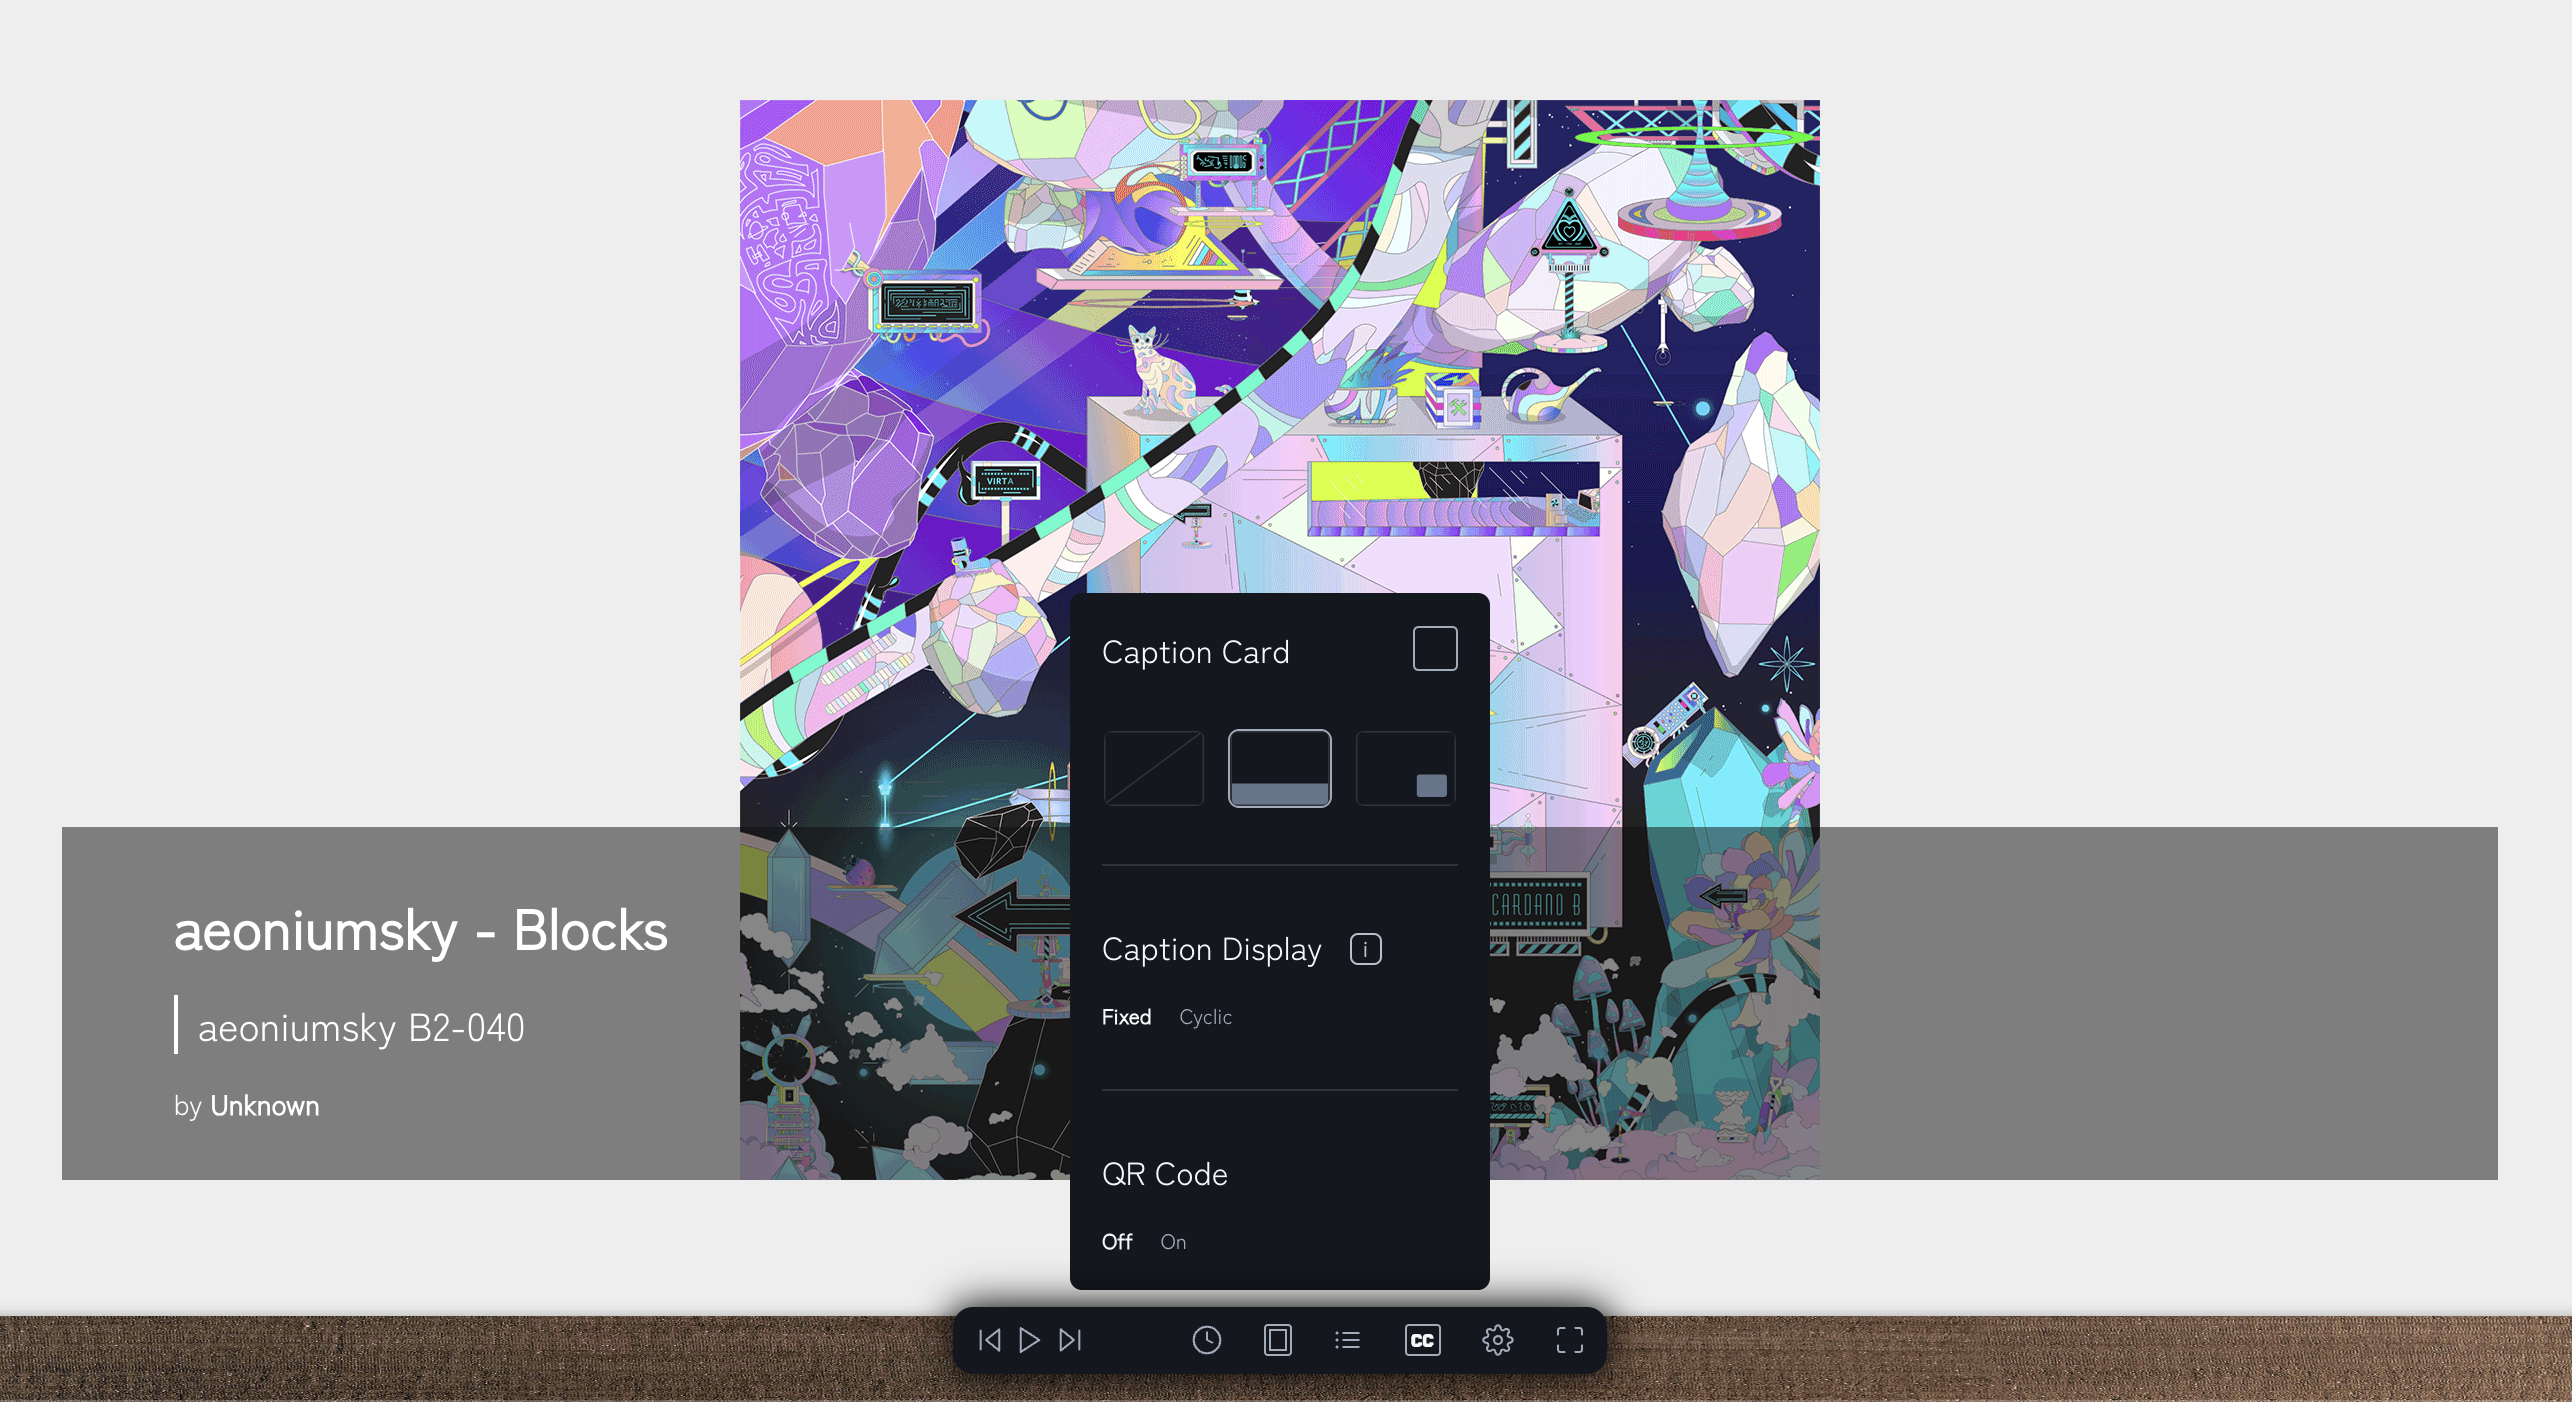 VIRTA
Caption Card
CARDANO B
aeoniumsky - Blocks
Caption Display i
aeoniumsky B2-040
Fixed Cyclic
by Unknown
QR Code
Off On
CC